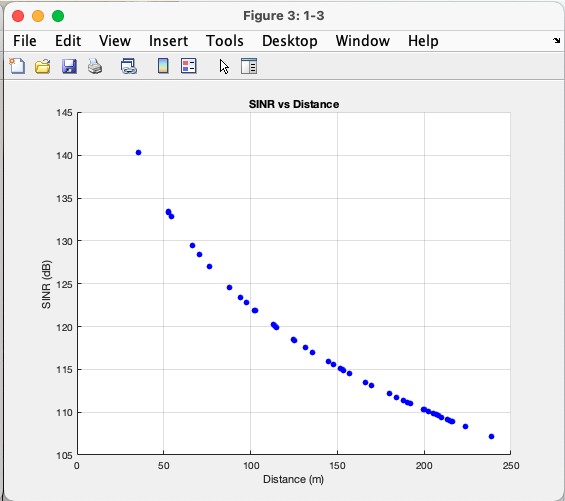 Figure 3: 1-3
File Edit View Insert Tools Desktop Window Help
SINR vs Distance
145
140
135
130
125
120
115
110
105
SINR (dB)
0 50 100 150 200 250
Distance (m)